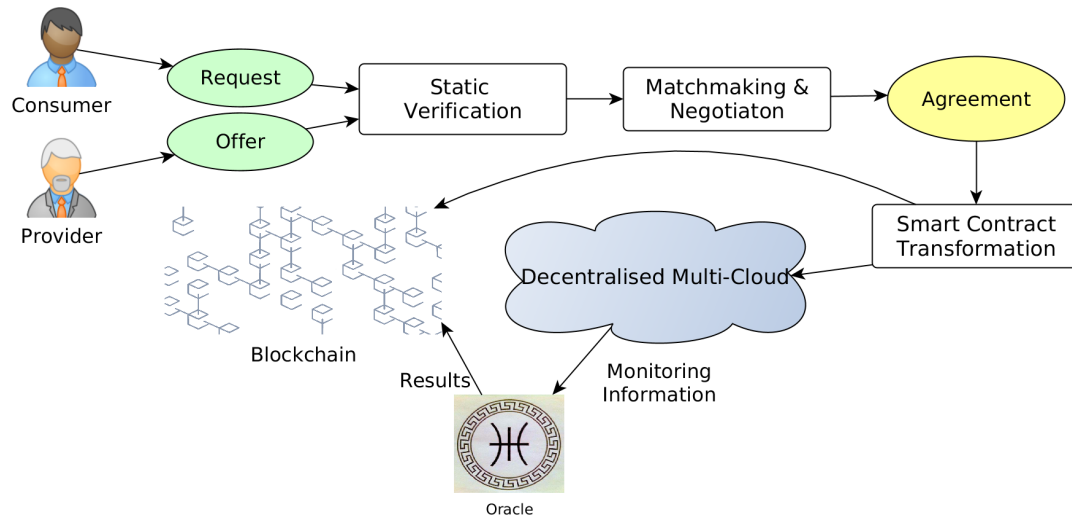 Consumer
Request
Offer
Provider
Static
Verification
Matchmaking &
Negotiaton
Agreement
Smart Contract
Transformation
Decentralised Multi-Cloud
Blockchain
Results
Monitoring
Information
Oracle